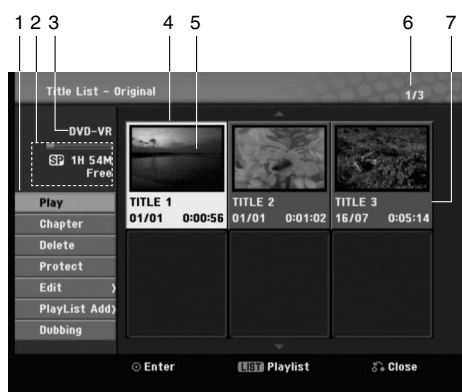 1 2 3 4 5 6 7
Title List - Original
1/3
DVD-VR
SP 1H 54M
Free
Play
Chapter
Delete
Protect
Edit
PlayList Add
Dubbing
TITLE 1
01/01 0:00:56
TITLE 2
01/01 0:01:02
TITLE 3
16/07 0:05:14
Enter
LIST Playlist
Close